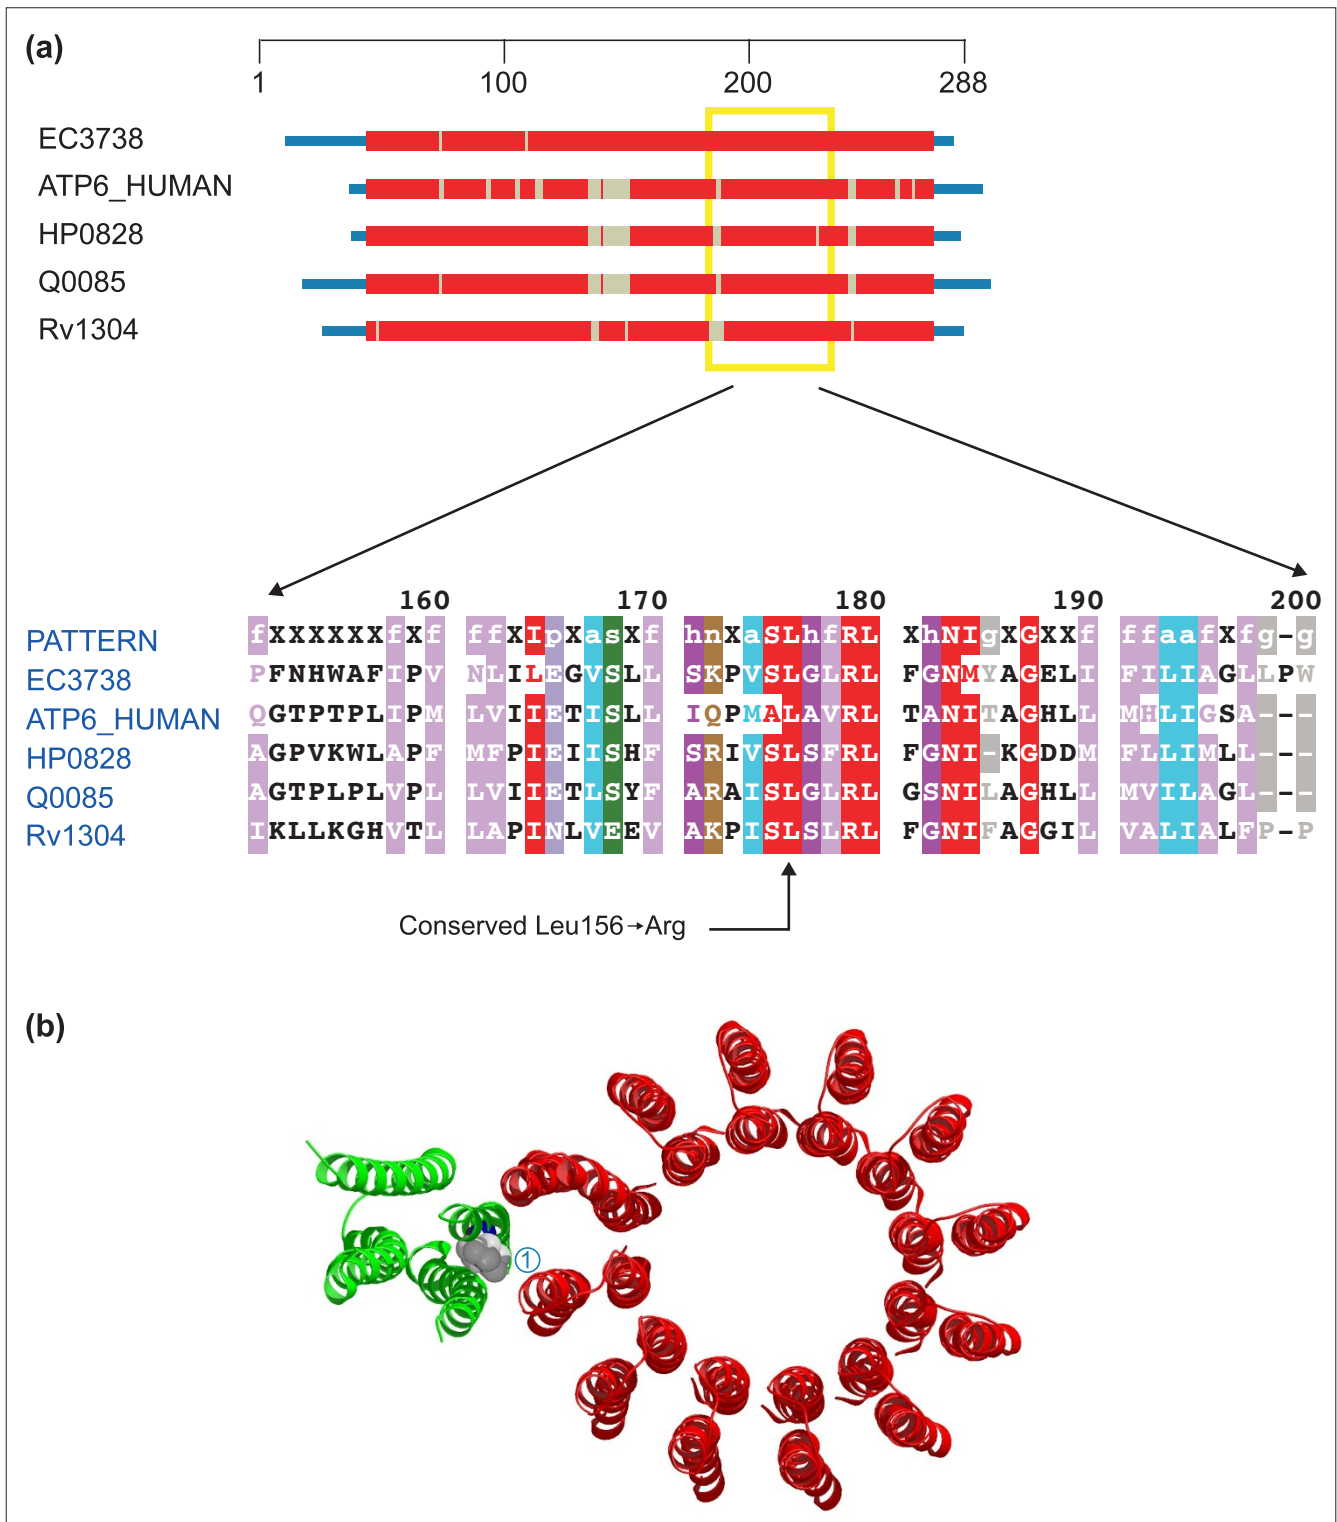 (a)
1 100 200 288
EC3738
ATP6_HUMAN
HP0828
Q0085
Rv1304
160 170 180 190 200
PATTERN fXXXXXXfXf ffXIpXasXf hnXaSLhfRL XhNIgXGXXf ffaafXfg-g
EC3738 PFNHWAFIPV NLILEGVSLL SKPVSLGLRL FGNMYAGELI FILIAGLLPW
ATP6_HUMAN QGTPTPLIPM LVIIETISLL IQPMALAVRL TANITAGHLL MHLIGSA---
HP0828 AGPVKWLAPF MFPIEIISHF SRIVSLSFRL FGNI-KGDDM FLLIMLL---
Q0085 AGTPLPLVPL LVIIETLSYF ARAISLGLRL GSNILAGHLL MVILAGL---
Rv1304 IKLLKGHVTL LAPINLVEEV AKPISLSLRL FGNIFAGGIL VALIALFP-P
Conserved Leu156→Arg
(b)
①